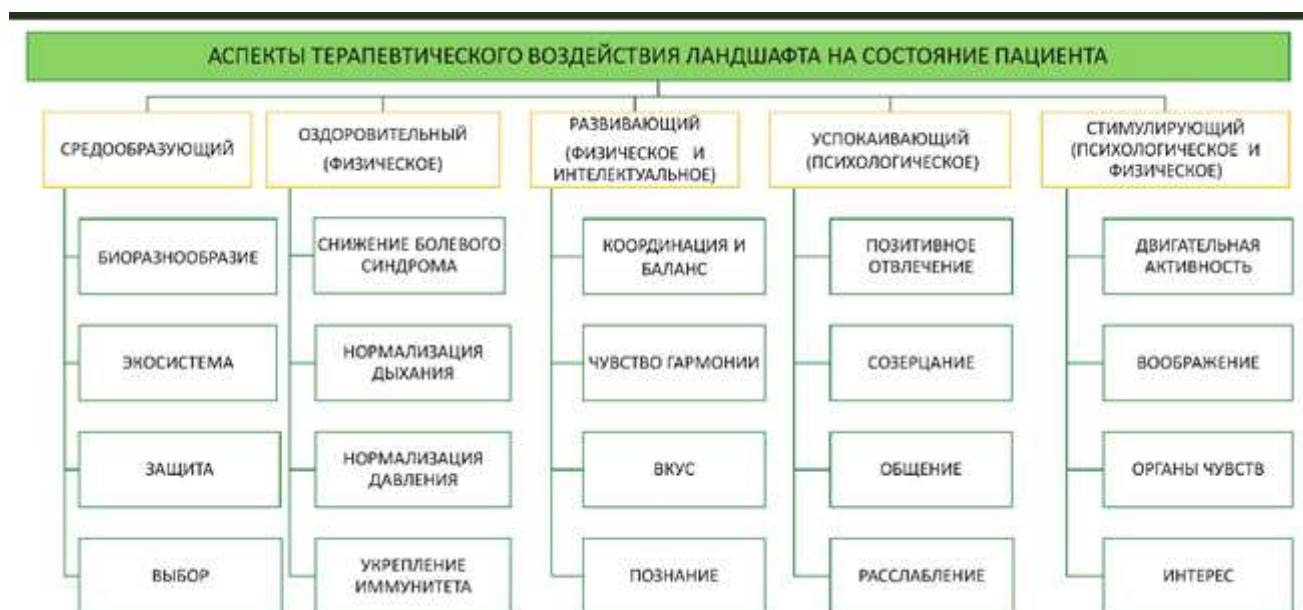 АСПЕКТЫ ТЕРАПЕВТИЧЕСКОГО ВОЗДЕЙСТВИЯ ЛАНДШАФТА НА СОСТОЯНИЕ ПАЦИЕНТА
СРЕДООБРАЗУЮЩИЙ
БИОРАЗНООБРАЗИЕ
ЭКОСИСТЕМА
ЗАЩИТА
ВЫБОР
ОЗДОРОВИТЕЛЬНЫЙ
(ФИЗИЧЕСКОЕ)
СНИЖЕНИЕ БОЛЕВОГО
СИНДРОМА
НОРМАЛИЗАЦИЯ
ДЫХАНИЯ
НОРМАЛИЗАЦИЯ
ДАВЛЕНИЯ
УКРЕПЛЕНИЕ
ИММУНИТЕТА
РАЗВИВАЮЩИЙ
(ФИЗИЧЕСКОЕ И
ИНТЕЛЕКТУАЛЬНОЕ)
КООРДИНАЦИЯ И
БАЛАНС
ЧУВСТВО ГАРМОНИИ
ВКУС
ПОЗНАНИЕ
УСПОКАИВАЮЩИЙ
(ПСИХОЛОГИЧЕСКОЕ)
ПОЗИТИВНОЕ
ОТВЛЕЧЕНИЕ
СОЗЕРЦАНИЕ
ОБЩЕНИЕ
РАССЛАБЛЕНИЕ
СТИМУЛИРУЮЩИЙ
(ПСИХОЛОГИЧЕСКОЕ И
ФИЗИЧЕСКОЕ)
ДВИГАТЕЛЬНАЯ
АКТИВНОСТЬ
ВООБРАЖЕНИЕ
ОРГАНЫ ЧУВСТВ
ИНТЕРЕС